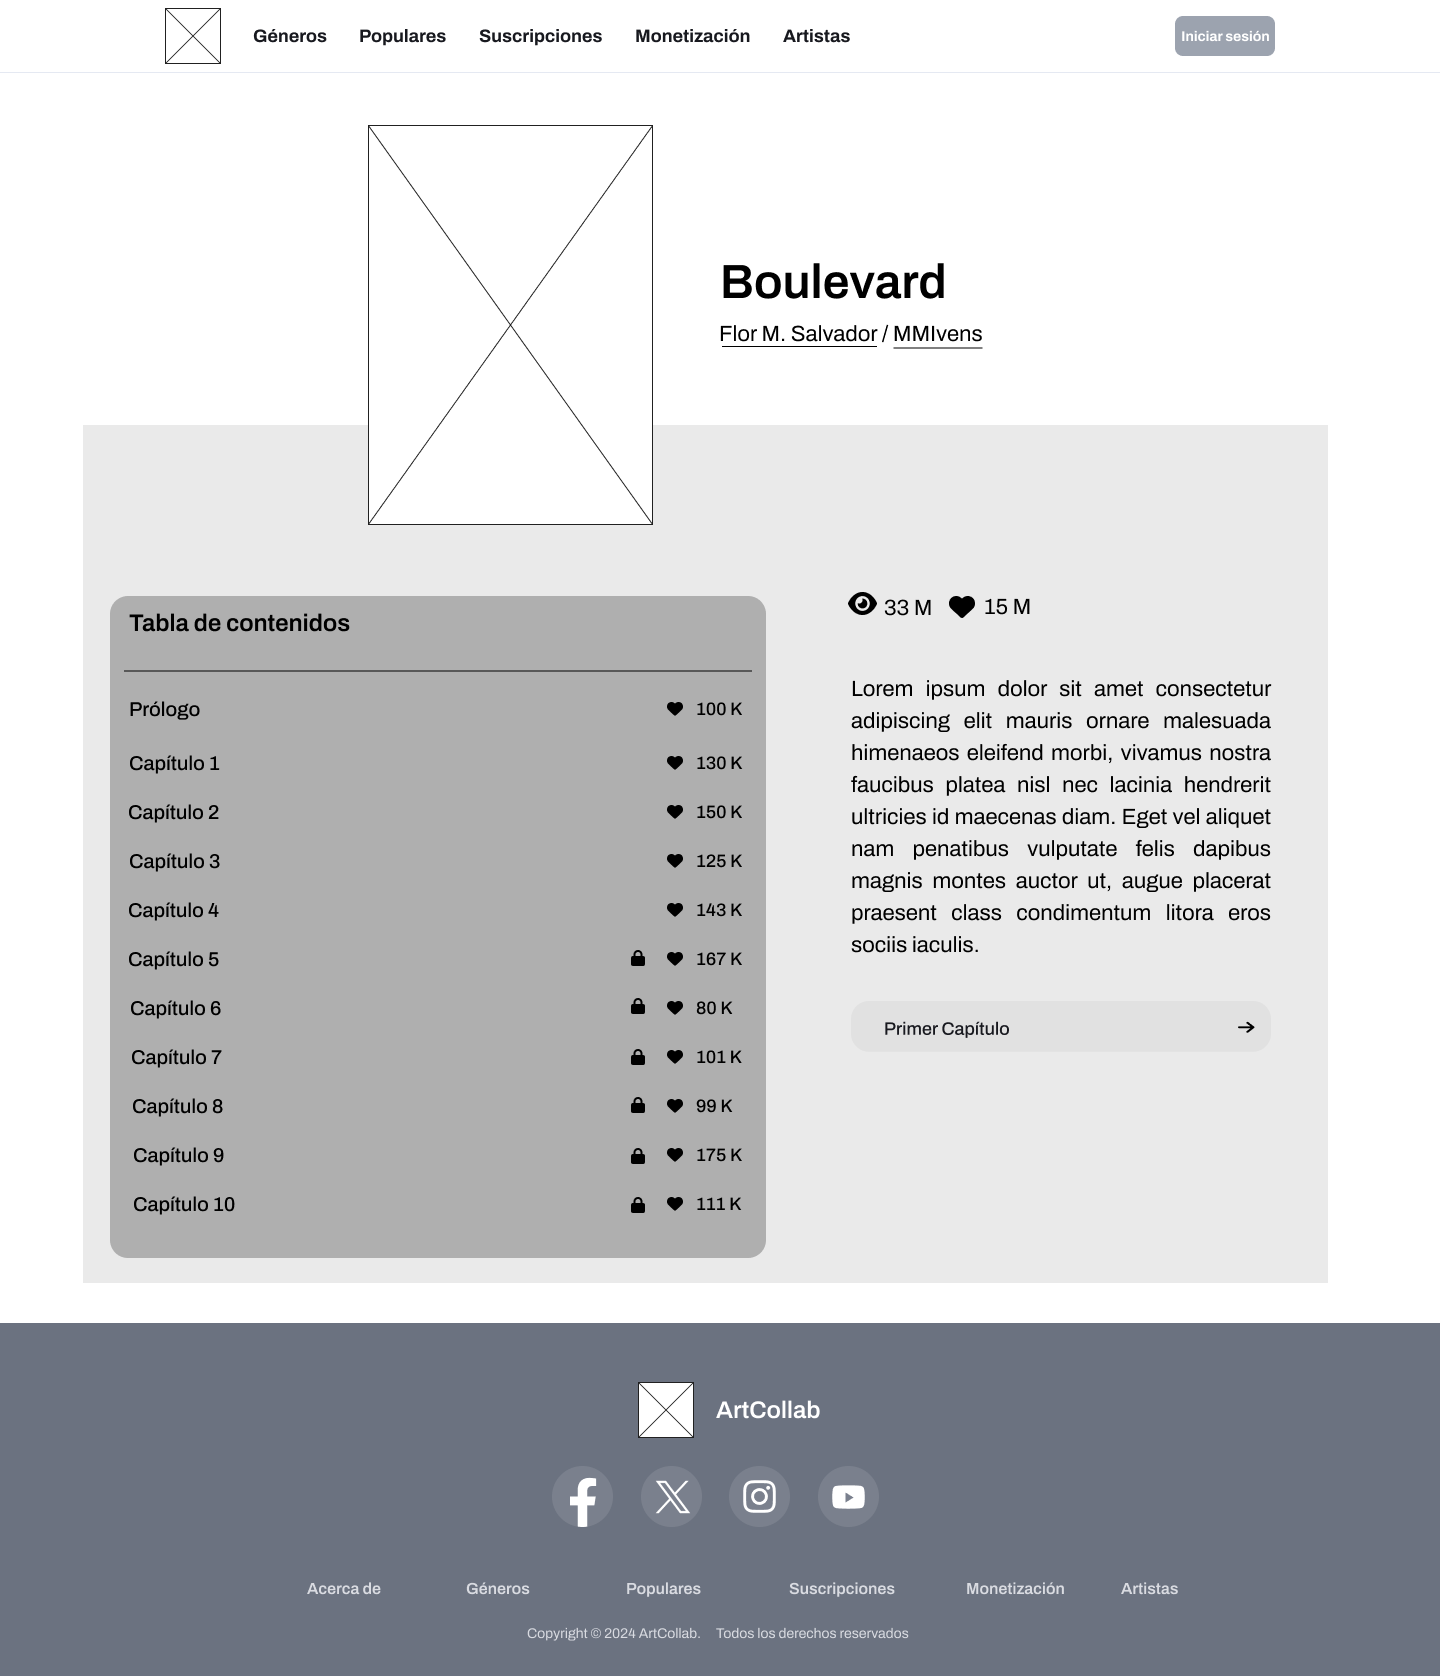 Géneros Populares Suscripciones Monetización Artistas Iniciar sesión
Boulevard
Flor M. Salvador / MMIvens
Tabla de contenidos
Prólogo 100 K
Capítulo 1 130 K
Capítulo 2 150 K
Capítulo 3 125 K
Capítulo 4 143 K
Capítulo 5 167 K
Capítulo 6 80 K
Capítulo 7 101 K
Capítulo 8 99 K
Capítulo 9 175 K
Capítulo 10 111 K
33 M 15 M
Lorem ipsum dolor sit amet consectetur
adipiscing elit mauris ornare malesuada
himenaeos eleifend morbi, vivamus nostra
faucibus platea nisl nec lacinia hendrerit
ultricies id maecenas diam. Eget vel aliquet
nam penatibus vulputate felis dapibus
magnis montes auctor ut, augue placerat
praesent class condimentum litora eros
sociis iaculis.
Primer Capítulo
ArtCollab
Acerca de Géneros Populares Suscripciones Monetización Artistas
Copyright © 2024 ArtCollab. Todos los derechos reservados